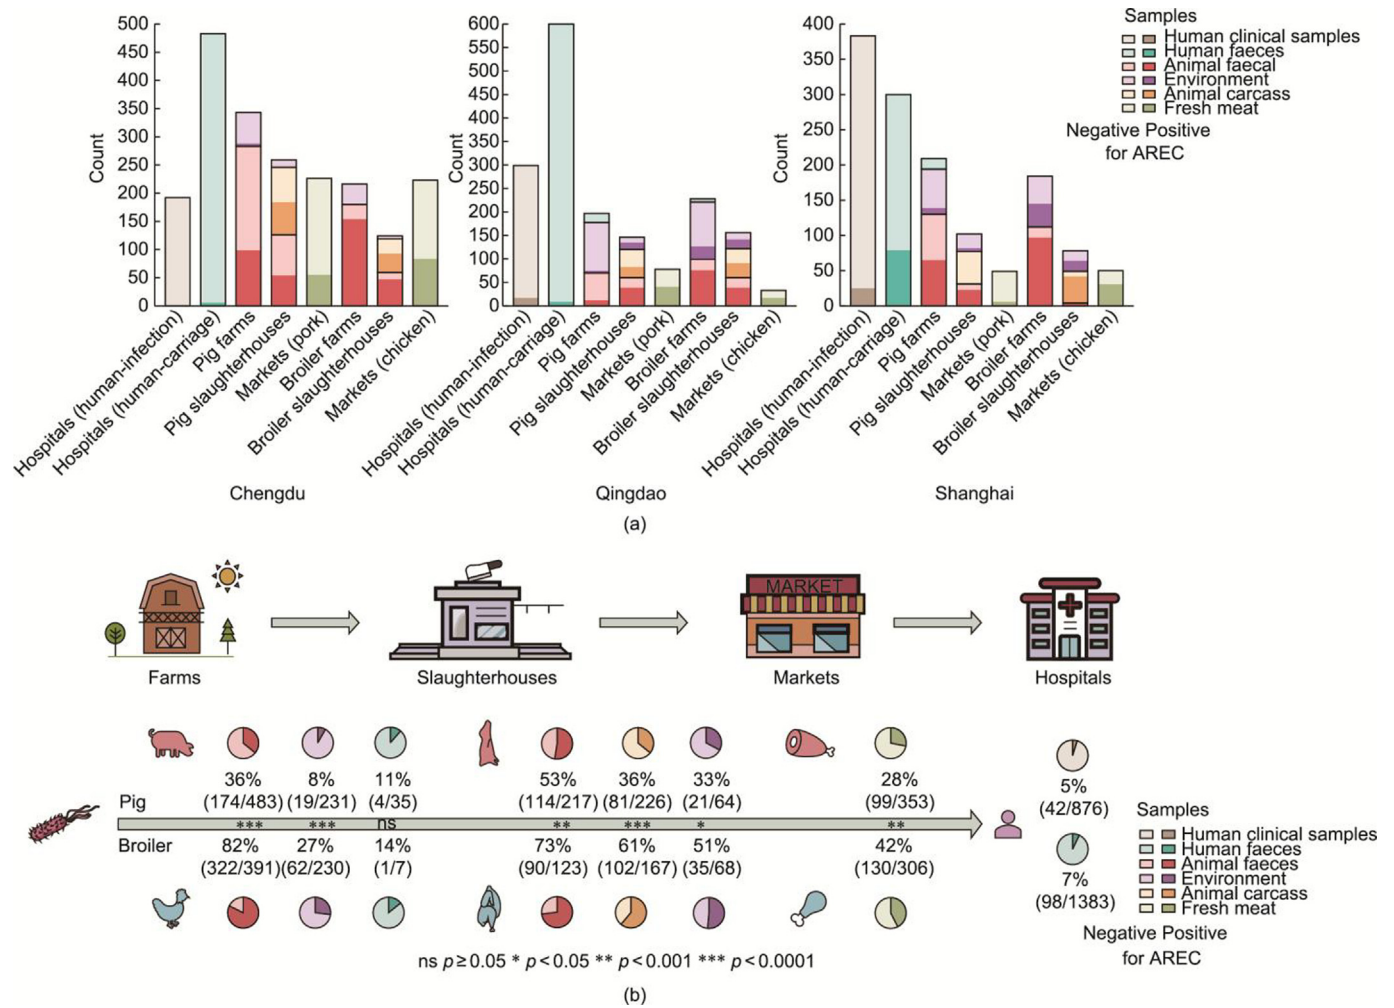 500
450
400
350
300
250
200
150
100
50
0
Count
Hospitals (human-infection)
Hospitals (human-carriage)
Pig farms
Pig slaughterhouses
Markets (pork)
Broiler farms
Broiler slaughterhouses
Markets (chicken)
Chengdu
600
550
500
450
400
350
300
250
200
150
100
50
0
Count
Hospitals (human-infection)
Hospitals (human-carriage)
Pig farms
Pig slaughterhouses
Markets (pork)
Broiler farms
Broiler slaughterhouses
Markets (chicken)
Qingdao
400
350
300
250
200
150
100
50
0
Count
Hospitals (human-infection)
Hospitals (human-carriage)
Pig farms
Pig slaughterhouses
Markets (pork)
Broiler farms
Broiler slaughterhouses
Markets (chicken)
Shanghai
Samples
Human clinical samples
Human faeces
Animal faecal
Environment
Animal carcass
Fresh meat
Negative Positive
for AREC
(a)
MARKET
Farms Slaughterhouses Markets Hospitals
36% 8% 11% 53% 36% 33% 28%
(174/483) (19/231) (4/35) (114/217) (81/226) (21/64) (99/353)
Pig
*** *** ns ** *** * **
Broiler
82% 27% 14% 73% 61% 51% 42%
(322/391) (62/230) (1/7) (90/123) (102/167) (35/68) (130/306)
5%
(42/876)
7%
(98/1383)
Samples
Human clinical samples
Human faeces
Animal faeces
Environment
Animal carcass
Fresh meat
Negative Positive
for AREC
ns p ≥ 0.05 * p < 0.05 ** p < 0.001 *** p < 0.0001
(b)